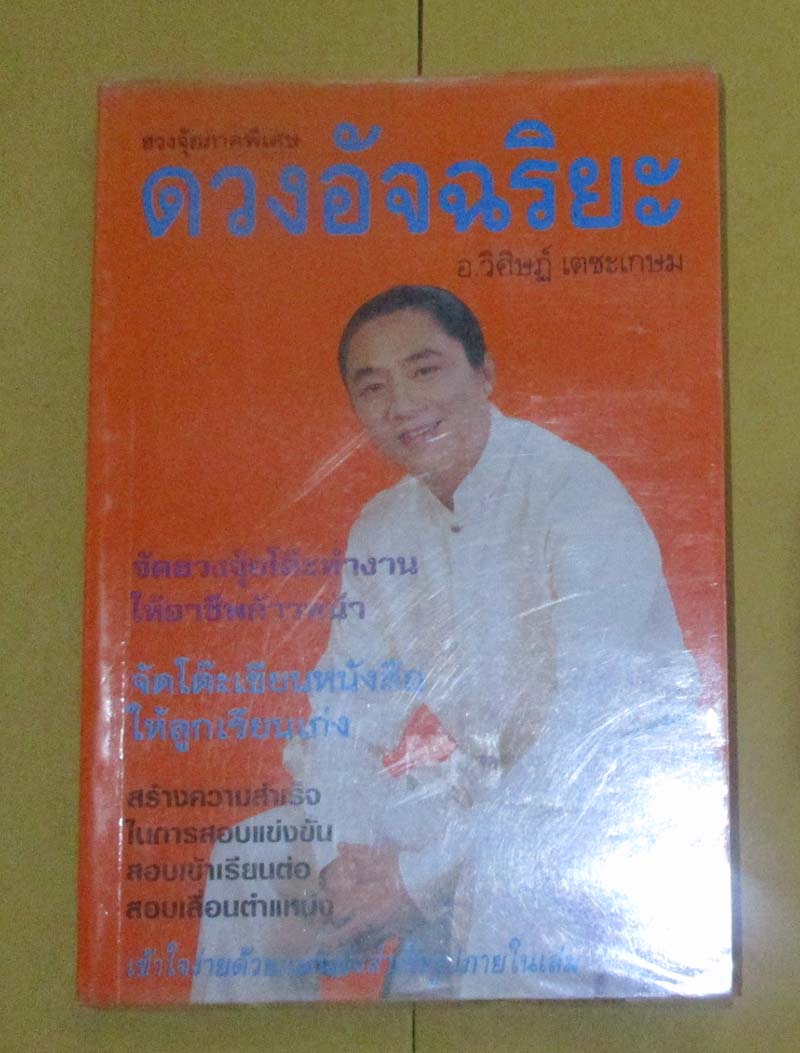 ฮวงจุ้ยภาคพิเศษ
ดวงอัจฉริยะ
อ.วิศิษฏ์ เตชะเกษม
จัดฮวงจุ้ยโต๊ะทำงาน
ให้อาชีพก้าวหน้า
จัดโต๊ะเขียนหนังสือ
ให้ลูกเรียนเก่ง
สร้างความสำเร็จ
ในการสอบแข่งขัน
สอบเข้าเรียนต่อ
สอบเลื่อนตำแหน่ง
เข้าใจง่ายด้วย ภายในเล่ม